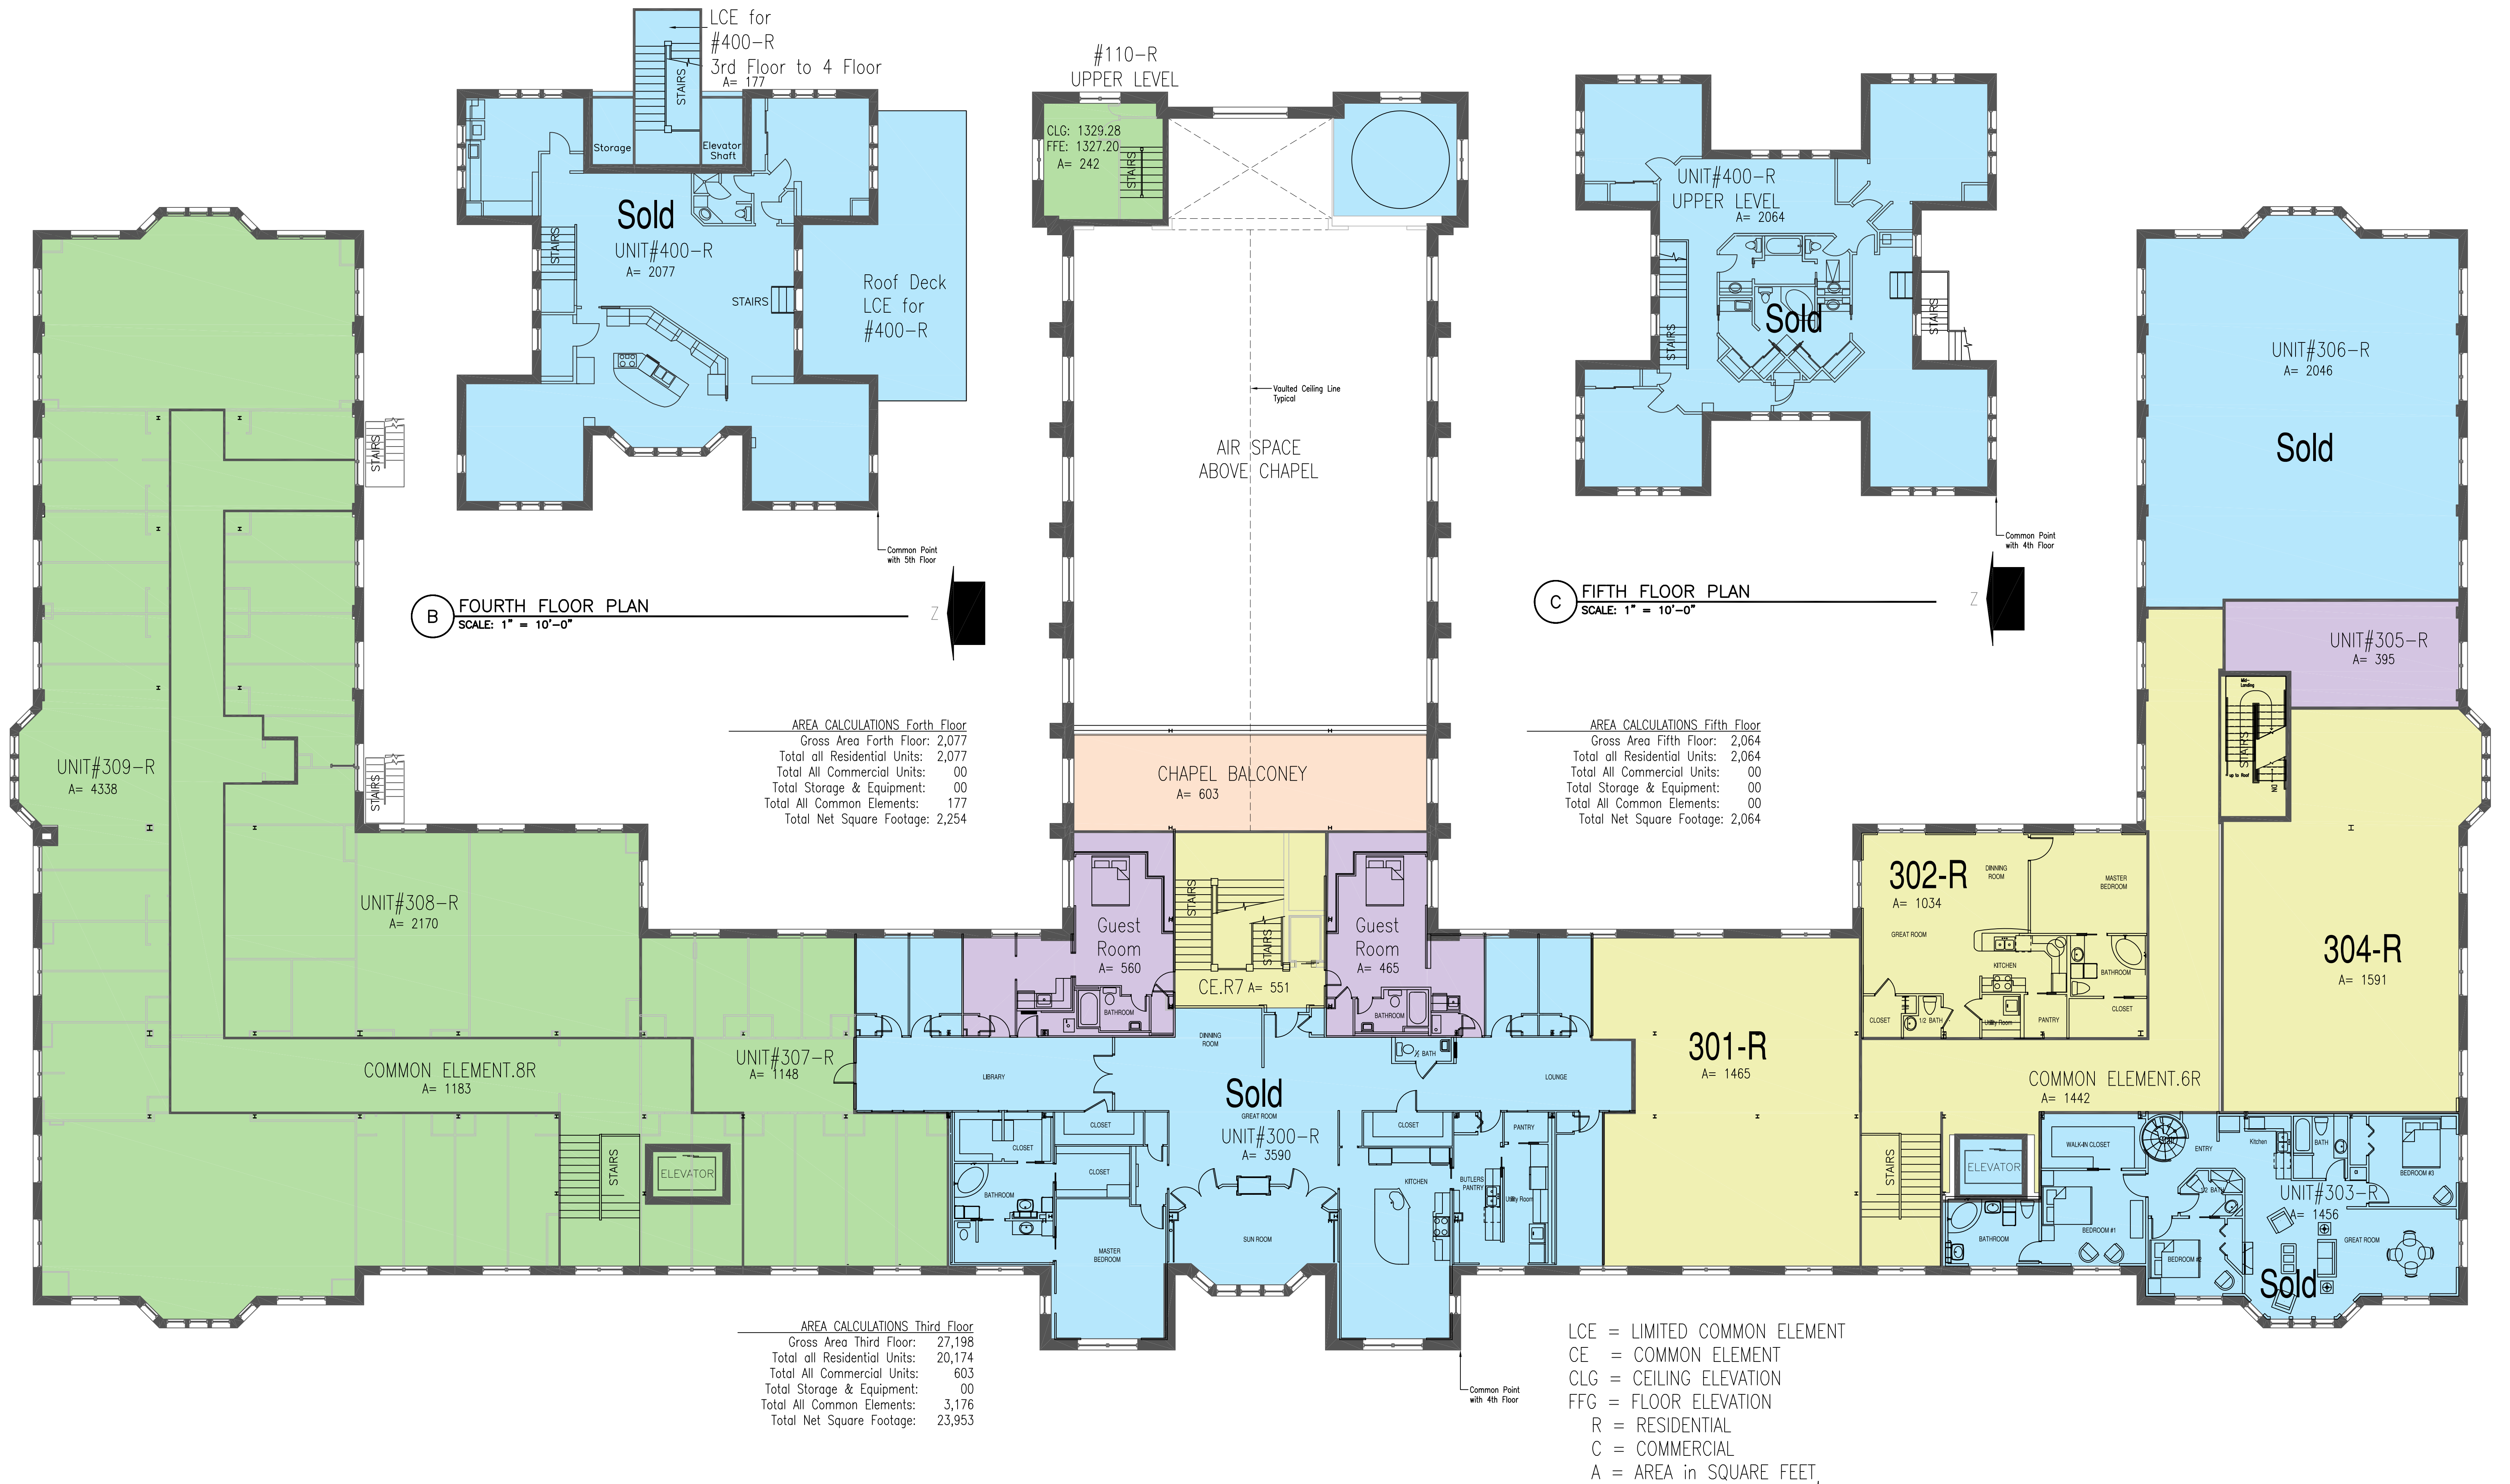 LCE for
#400-R
3rd Floor to 4 Floor
A= 177
STAIRS
Storage
Elevator
Shaft
Sold
UNIT#400-R
A= 2077
STAIRS
STAIRS
Roof Deck
LCE for
#400-R
Common Point
with 5th Floor
B
FOURTH FLOOR PLAN
SCALE: 1" = 10'-0"
Z
#110-R
UPPER LEVEL
CLG: 1329.28
FFE: 1327.20
A= 242
STAIRS
Vaulted Ceiling Line
Typical
AIR SPACE
ABOVE CHAPEL
UNIT#400-R
UPPER LEVEL
A= 2064
STAIRS
STAIRS
STAIRS
Sold
Common Point
with 4th Floor
C
FIFTH FLOOR PLAN
SCALE: 1" = 10'-0"
Z
UNIT#306-R
A= 2046
Sold
UNIT#305-R
A= 395
Mid-
Landing
STAIRS
up to Roof
DN
STAIRS
STAIRS
AREA CALCULATIONS Forth Floor
Gross Area Forth Floor: 2,077
Total all Residential Units: 2,077
Total All Commercial Units: 00
Total Storage & Equipment: 00
Total All Common Elements: 177
Total Net Square Footage: 2,254
AREA CALCULATIONS Fifth Floor
Gross Area Fifth Floor: 2,064
Total all Residential Units: 2,064
Total All Commercial Units: 00
Total Storage & Equipment: 00
Total All Common Elements: 00
Total Net Square Footage: 2,064
UNIT#309-R
A= 4338
CHAPEL BALCONEY
A= 603
UNIT#308-R
A= 2170
Guest
Room
A= 560
BATHROOM
STAIRS
STAIRS
CE.R7 A= 551
Guest
Room
A= 465
BATHROOM
302-R
A= 1034
DINNING
ROOM
MASTER
BEDROOM
GREAT ROOM
KITCHEN
BATHROOM
CLOSET
1/2 BATH
Utility Room
PANTRY
CLOSET
304-R
A= 1591
COMMON ELEMENT.8R
A= 1183
UNIT#307-R
A= 1148
STAIRS
ELEVATOR
DINNING
ROOM
LIBRARY
½ BATH
LOUNGE
Sold
GREAT ROOM
UNIT#300-R
A= 3590
CLOSET
CLOSET
CLOSET
BATHROOM
MASTER
BEDROOM
SUN ROOM
CLOSET
KITCHEN
PANTRY
BUTLERS
PANTRY
Utility Room
301-R
A= 1465
COMMON ELEMENT.6R
A= 1442
STAIRS
ELEVATOR
WALK-IN CLOSET
ENTRY
Kitchen
BATH
BEDROOM #3
1/2 BATH
UNIT#303-R
A= 1456
BATHROOM
BEDROOM #1
BEDROOM #2
GREAT ROOM
Sold
AREA CALCULATIONS Third Floor
Gross Area Third Floor: 27,198
Total all Residential Units: 20,174
Total All Commercial Units: 603
Total Storage & Equipment: 00
Total All Common Elements: 3,176
Total Net Square Footage: 23,953
Common Point
with 4th Floor
LCE = LIMITED COMMON ELEMENT
CE = COMMON ELEMENT
CLG = CEILING ELEVATION
FFG = FLOOR ELEVATION
R = RESIDENTIAL
C = COMMERCIAL
A = AREA in SQUARE FEET